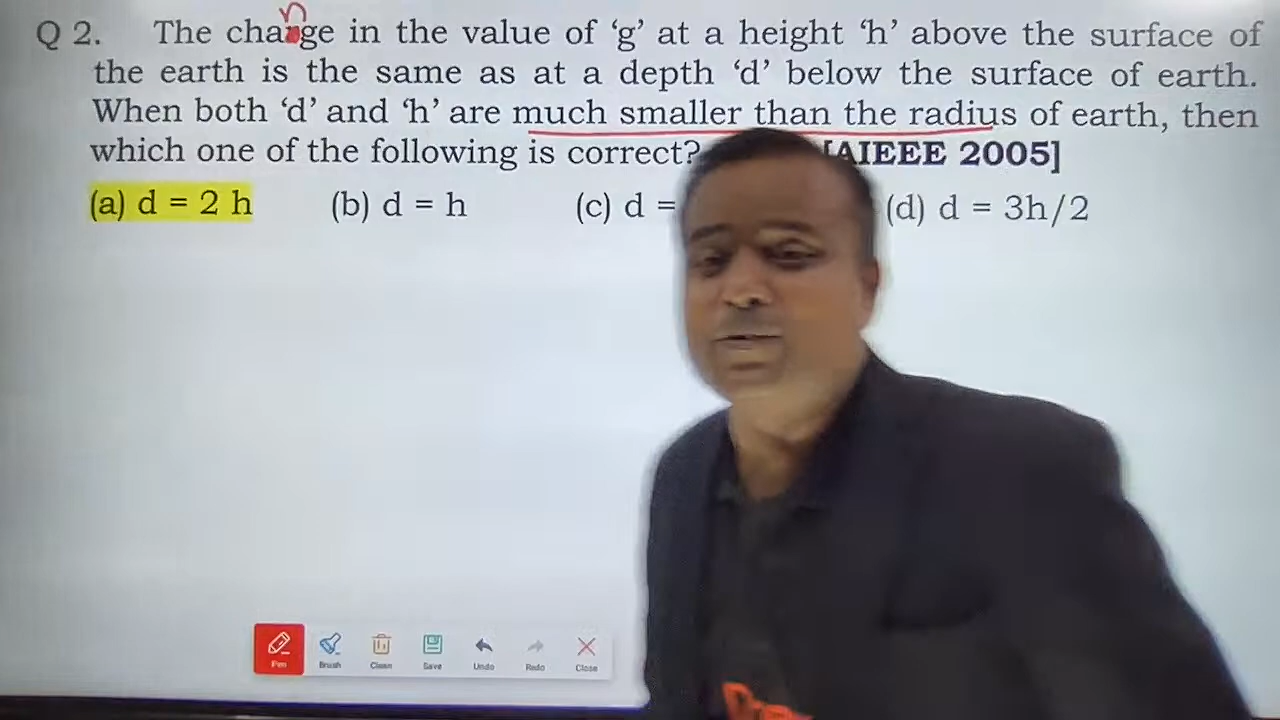 Q 2. The change in the value of ‘g’ at a height ‘h’ above the surface of
the earth is the same as at a depth ‘d’ below the surface of earth.
When both ‘d’ and ‘h’ are much smaller than the radius of earth, then
which one of the following is correct? [AIEEE 2005]
(a) d = 2 h (b) d = h (c) d = (d) d = 3h/2
Pen Brush Clean Save Undo Redo Close